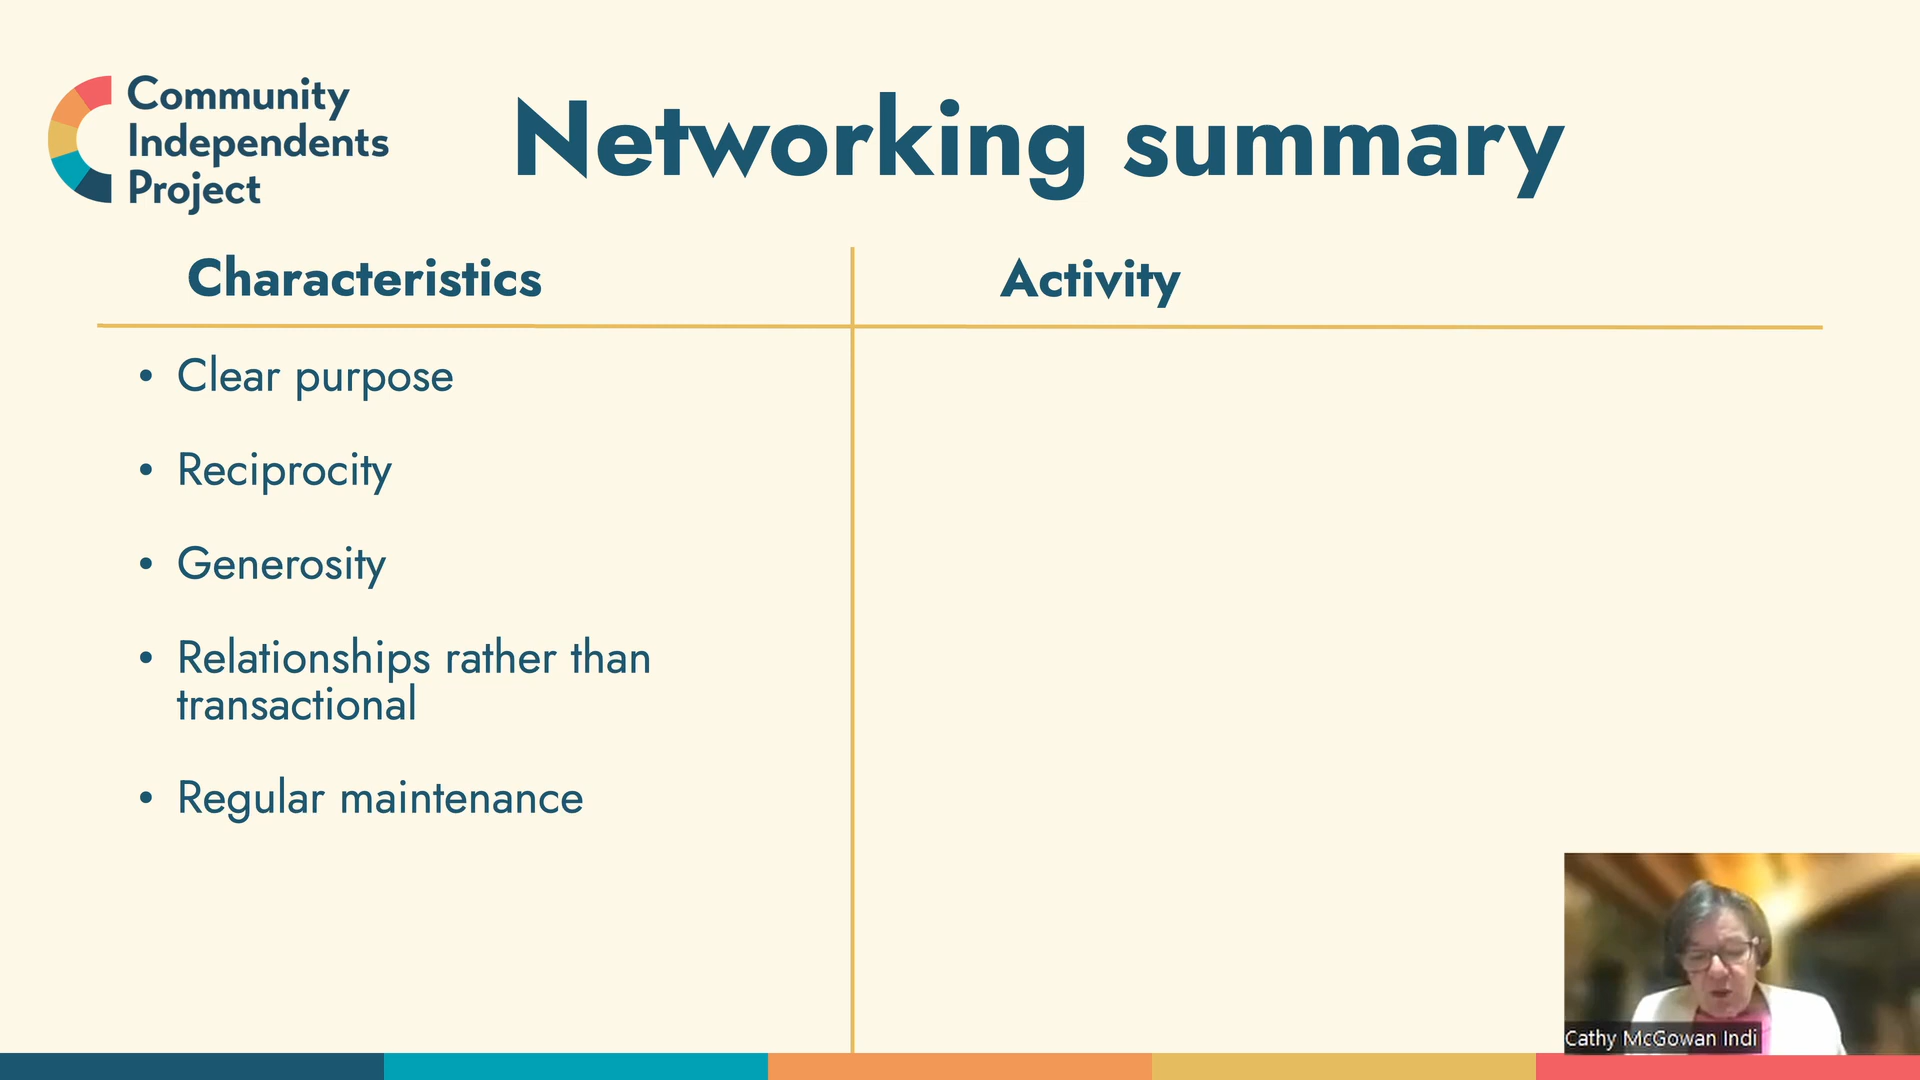 Community
Independents
Project
Networking summary
Characteristics
Activity
• Clear purpose
• Reciprocity
• Generosity
• Relationships rather than
transactional
• Regular maintenance
Cathy McGowan Indi